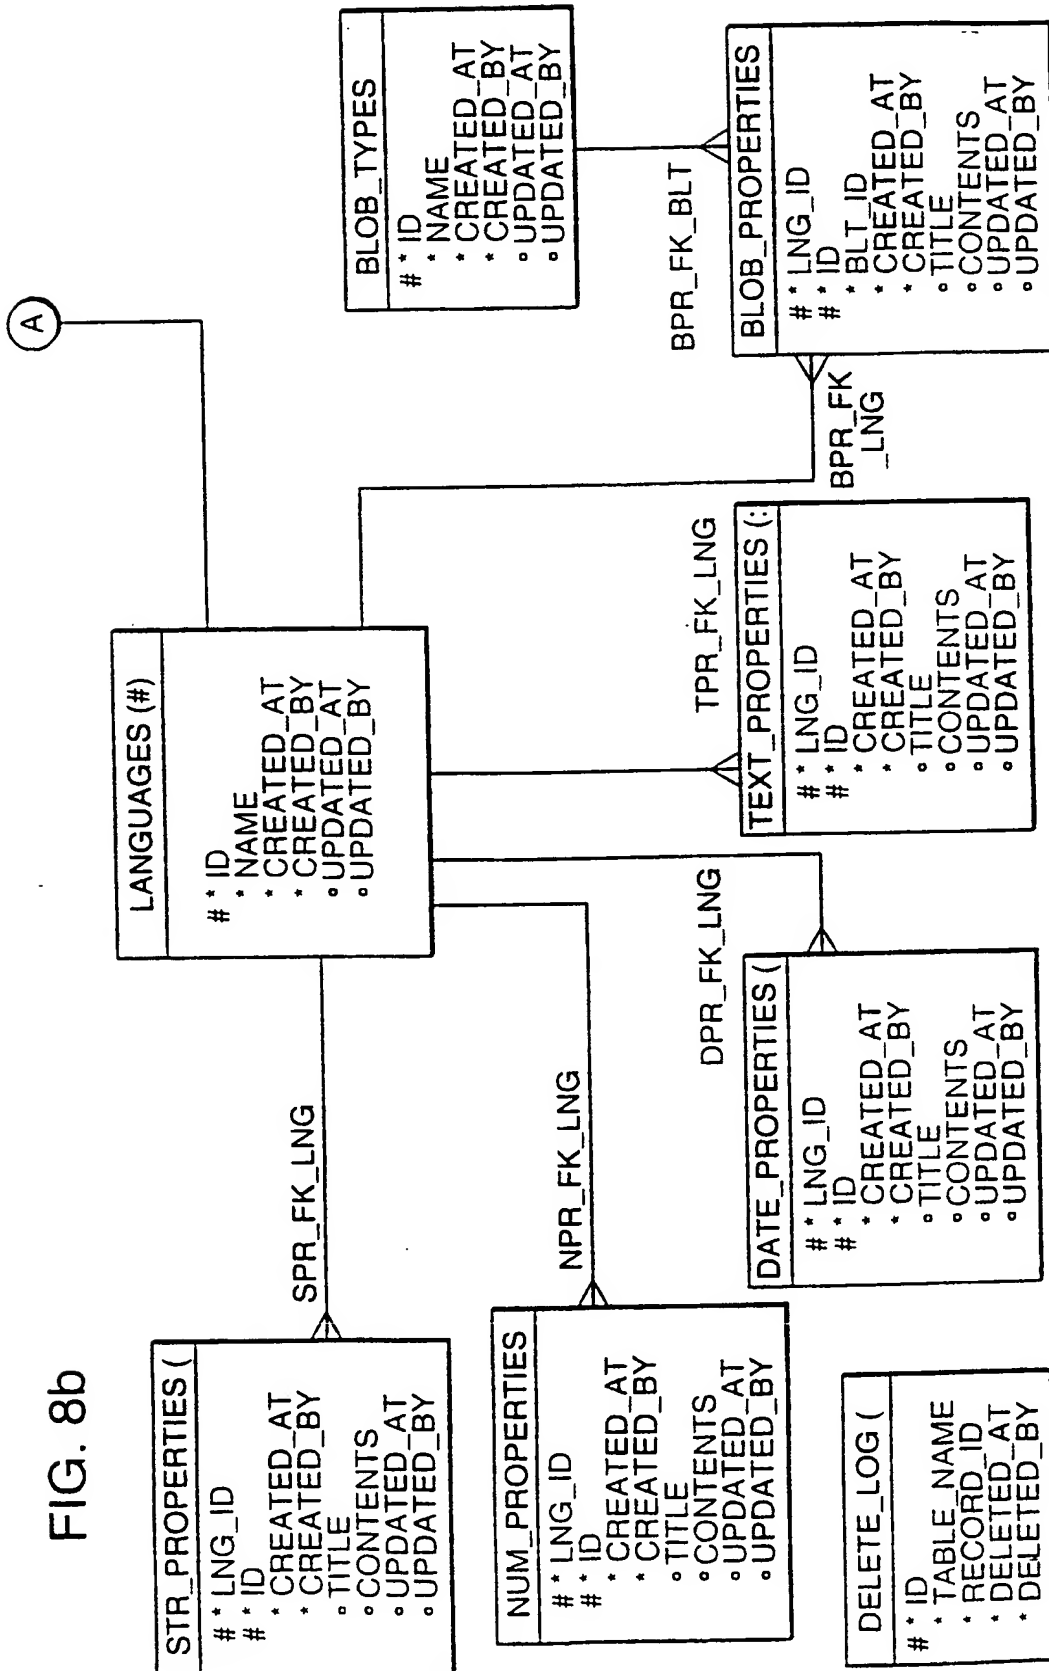 FIG. 8b
A
LANGUAGES (#)
# * ID
* NAME
* CREATED_AT
* CREATED_BY
° UPDATED_AT
° UPDATED_BY
BLOB_TYPES
# * ID
* NAME
* CREATED_AT
* CREATED_BY
° UPDATED_AT
° UPDATED_BY
SPR_FK_LNG
NPR_FK_LNG
DPR_FK_LNG
TPR_FK_LNG
BPR_FK
_LNG
BPR_FK_BLT
STR_PROPERTIES (
# * LNG_ID
# * ID
* CREATED_AT
* CREATED_BY
° TITLE
° CONTENTS
° UPDATED_AT
° UPDATED_BY
NUM_PROPERTIES
# * LNG_ID
# * ID
* CREATED_AT
* CREATED_BY
° TITLE
° CONTENTS
° UPDATED_AT
° UPDATED_BY
DATE_PROPERTIES (
# * LNG_ID
# * ID
* CREATED_AT
* CREATED_BY
° TITLE
° CONTENTS
° UPDATED_AT
° UPDATED_BY
TEXT_PROPERTIES (:
# * LNG_ID
# * ID
* CREATED_AT
* CREATED_BY
° TITLE
° CONTENTS
° UPDATED_AT
° UPDATED_BY
BLOB_PROPERTIES
# * LNG_ID
# * ID
* BLT_ID
* CREATED_AT
* CREATED_BY
° TITLE
° CONTENTS
° UPDATED_AT
° UPDATED_BY
DELETE_LOG (
# * ID
* TABLE_NAME
* RECORD_ID
* DELETED_AT
* DELETED_BY